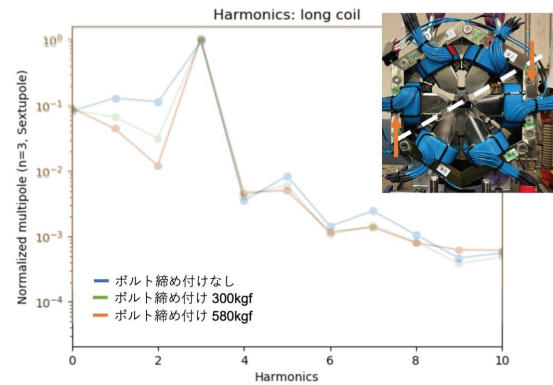 Harmonics: long coil
Normalized multipole (n=3, Sextupole)
10⁰
10⁻¹
10⁻²
10⁻³
10⁻⁴
ボルト締め付けなし
ボルト締め付け 300kgf
ボルト締め付け 580kgf
0 2 4 6 8 10
Harmonics